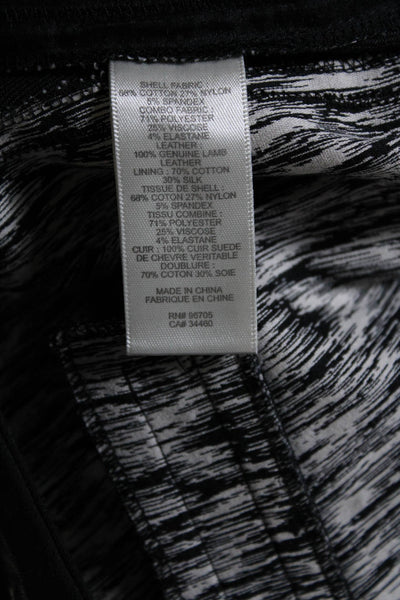 SHELL FABRIC
68% COTTON 27% NYLON
5% SPANDEX
COMBO FABRIC
71% POLYESTER
25% VISCOSE
4% ELASTANE
LEATHER :
100% GENUINE LAMB
LEATHER
LINING : 70% COTTON
30% SILK
TISSUE DE SHELL :
68% COTTON 27% NYLON
5% SPANDEX
TISSU COMBINE :
71% POLYESTER
25% VISCOSE
4% ELASTANE
CUIR : 100% CUIR SUEDE
DE CHEVRE VERITABLE
DOUBLURE :
70% COTTON 30% SOIE
MADE IN CHINA
FABRIQUE EN CHINE
RN# 96705
CA# 34460